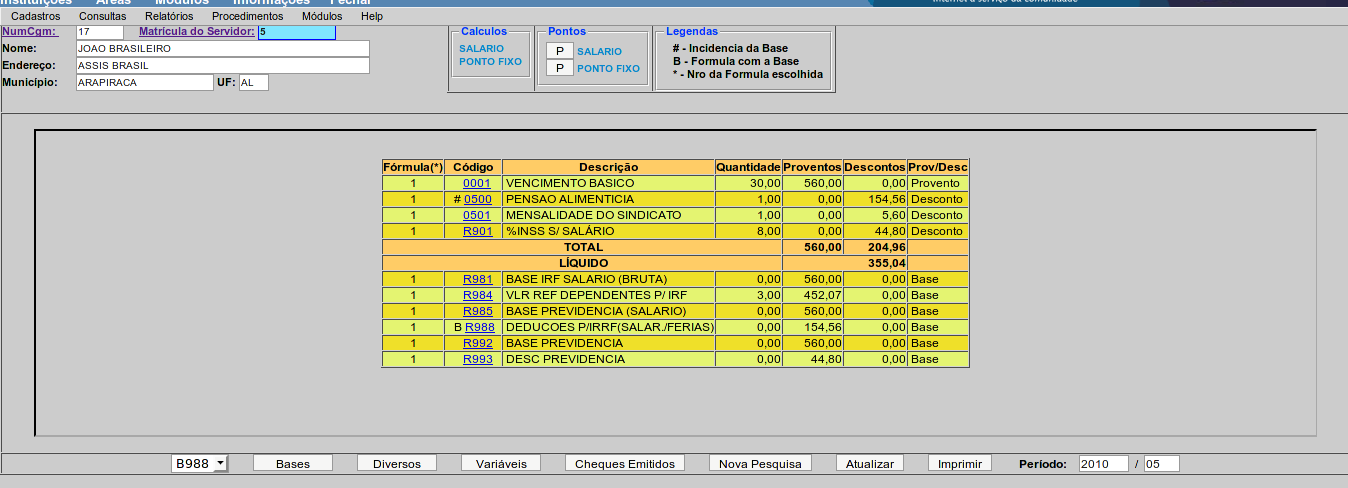 Instituições Áreas Módulos Informações Fechar
Internet a serviço da comunidade
Cadastros Consultas Relatórios Procedimentos Módulos Help
NumCgm: 17 Matrícula do Servidor: 5
Nome: JOAO BRASILEIRO
Endereço: ASSIS BRASIL
Municipio: ARAPIRACA UF: AL
Calculos
SALARIO
PONTO FIXO
Pontos
P SALARIO
P PONTO FIXO
Legendas
# - Incidencia da Base
B - Formula com a Base
* - Nro da Formula escolhida
Fórmula(*) Código Descrição Quantidade Proventos Descontos Prov/Desc
1 0001 VENCIMENTO BASICO 30,00 560,00 0,00 Provento
1 # 0500 PENSAO ALIMENTICIA 1,00 0,00 154,56 Desconto
1 0501 MENSALIDADE DO SINDICATO 1,00 0,00 5,60 Desconto
1 R901 %INSS S/ SALÁRIO 8,00 0,00 44,80 Desconto
TOTAL 560,00 204,96
LÍQUIDO 355,04
1 R981 BASE IRF SALARIO (BRUTA) 0,00 560,00 0,00 Base
1 R984 VLR REF DEPENDENTES P/ IRF 3,00 452,07 0,00 Base
1 R985 BASE PREVIDENCIA (SALARIO) 0,00 560,00 0,00 Base
1 B R988 DEDUCOES P/IRRF(SALAR./FERIAS) 0,00 154,56 0,00 Base
1 R992 BASE PREVIDENCIA 0,00 560,00 0,00 Base
1 R993 DESC PREVIDENCIA 0,00 44,80 0,00 Base
B988 Bases Diversos Variáveis Cheques Emitidos Nova Pesquisa Atualizar Imprimir Período: 2010 / 05